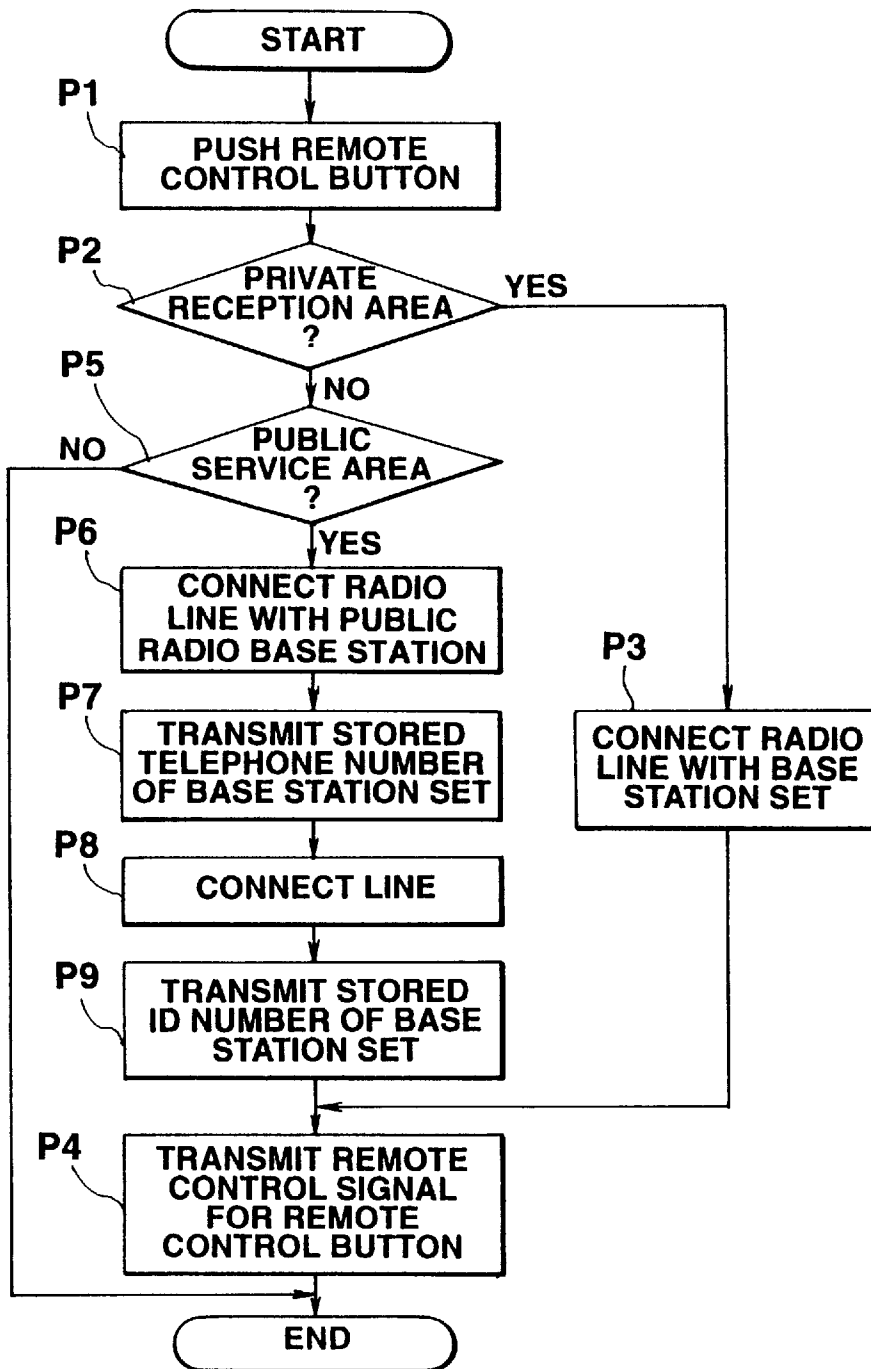 START
P1
PUSH REMOTE
CONTROL BUTTON
P2
PRIVATE
RECEPTION AREA
?
YES
NO
P5
PUBLIC
SERVICE AREA
?
NO
YES
P6
CONNECT RADIO
LINE WITH PUBLIC
RADIO BASE STATION
P7
TRANSMIT STORED
TELEPHONE NUMBER
OF BASE STATION SET
P3
CONNECT RADIO
LINE WITH BASE
STATION SET
P8
CONNECT LINE
P9
TRANSMIT STORED
ID NUMBER OF BASE
STATION SET
P4
TRANSMIT REMOTE
CONTROL SIGNAL
FOR REMOTE
CONTROL BUTTON
END